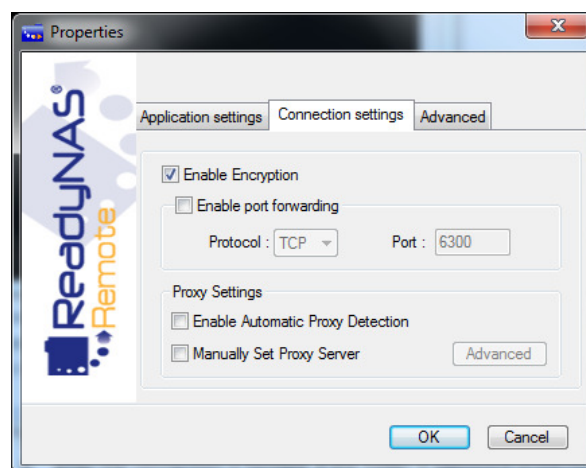 Properties
ReadyNAS®
Remote
Application settings
Connection settings
Advanced
Enable Encryption
Enable port forwarding
Protocol : TCP
Port : 6300
Proxy Settings
Enable Automatic Proxy Detection
Manually Set Proxy Server
Advanced
OK
Cancel